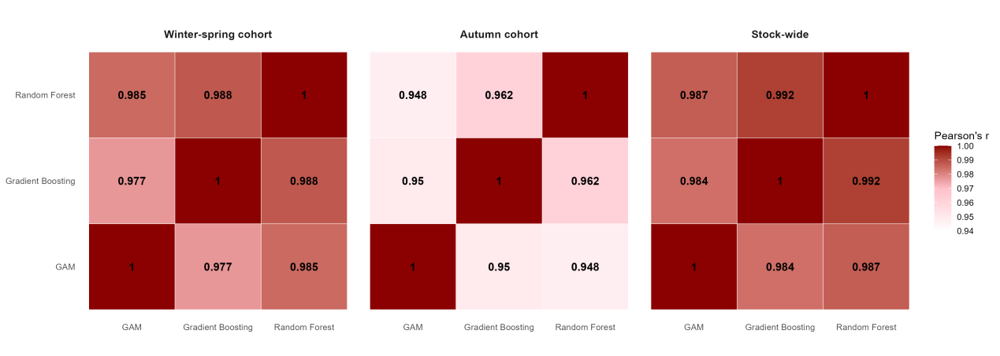 Winter-spring cohort
Autumn cohort
Stock-wide
Random Forest
0.985 0.988 1
0.948 0.962 1
0.987 0.992 1
Gradient Boosting
0.977 1 0.988
0.95 1 0.962
0.984 1 0.992
GAM
1 0.977 0.985
1 0.95 0.948
1 0.984 0.987
GAM Gradient Boosting Random Forest
GAM Gradient Boosting Random Forest
GAM Gradient Boosting Random Forest
Pearson's r
1.00
0.99
0.98
0.97
0.96
0.95
0.94